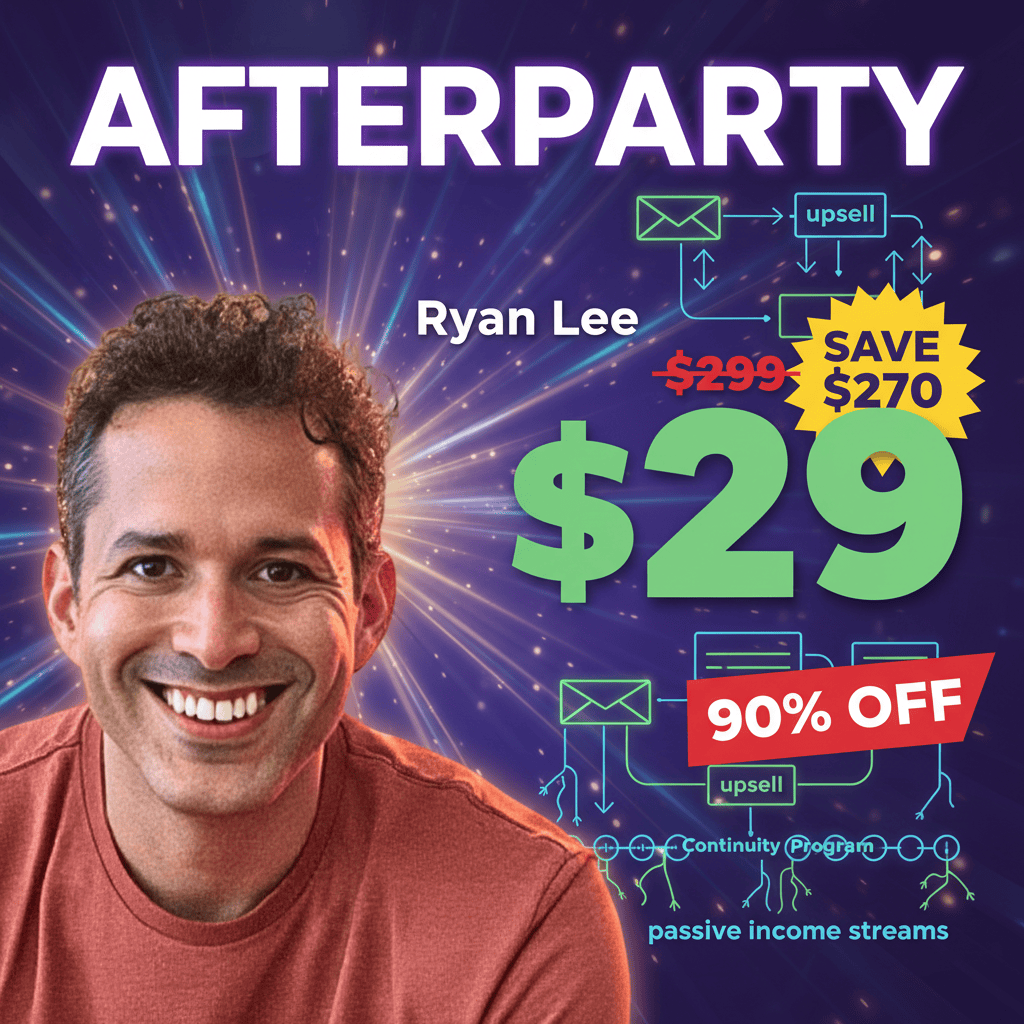 AFTERPARTY
upsell
Ryan Lee
SAVE
$270
$299
$29
90% OFF
upsell
Continuity Program
passive income streams